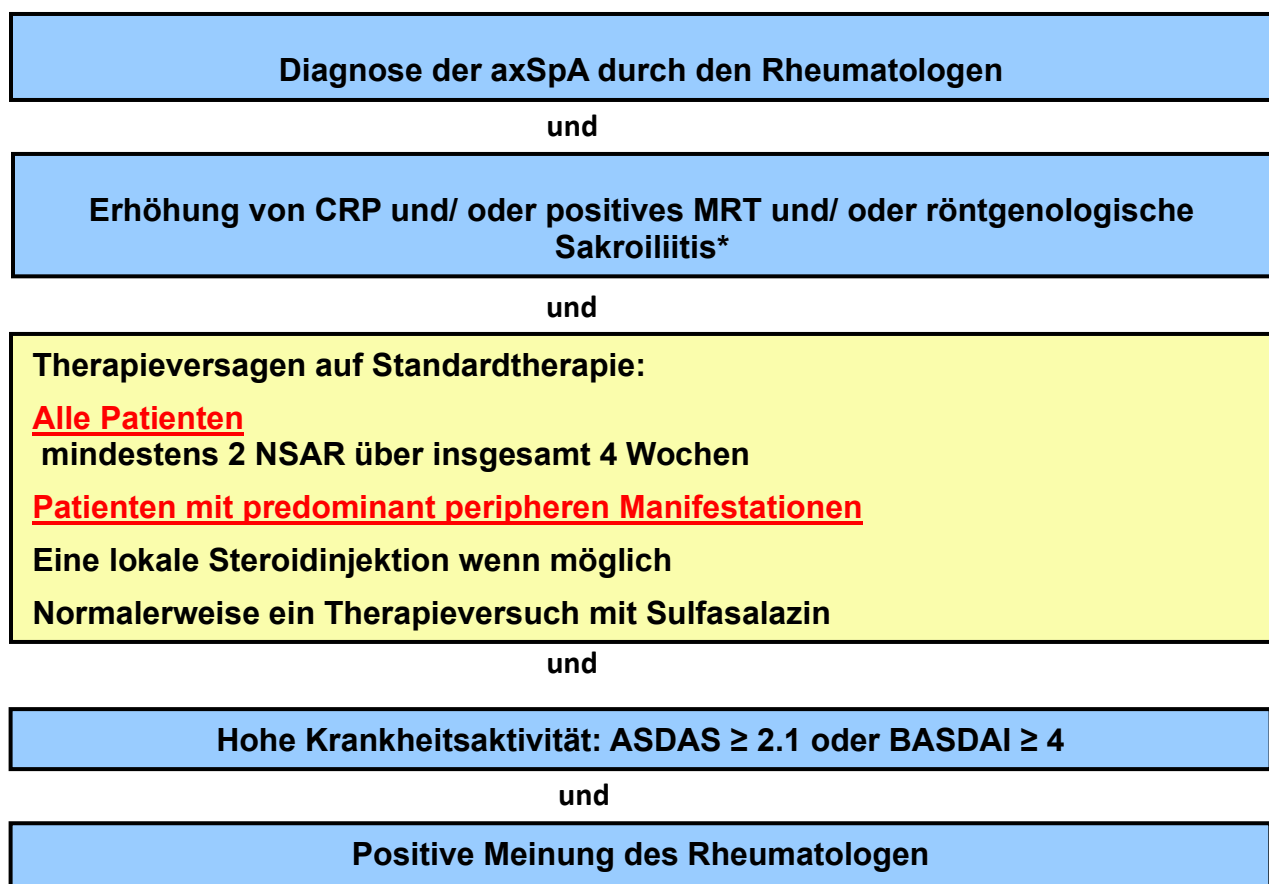 Diagnose der axSpA durch den Rheumatologen
und
Erhöhung von CRP und/ oder positives MRT und/ oder röntgenologische
Sakroiliitis*
und
Therapieversagen auf Standardtherapie:
Alle Patienten
mindestens 2 NSAR über insgesamt 4 Wochen
Patienten mit predominant peripheren Manifestationen
Eine lokale Steroidinjektion wenn möglich
Normalerweise ein Therapieversuch mit Sulfasalazin
und
Hohe Krankheitsaktivität: ASDAS ≥ 2.1 oder BASDAI ≥ 4
und
Positive Meinung des Rheumatologen